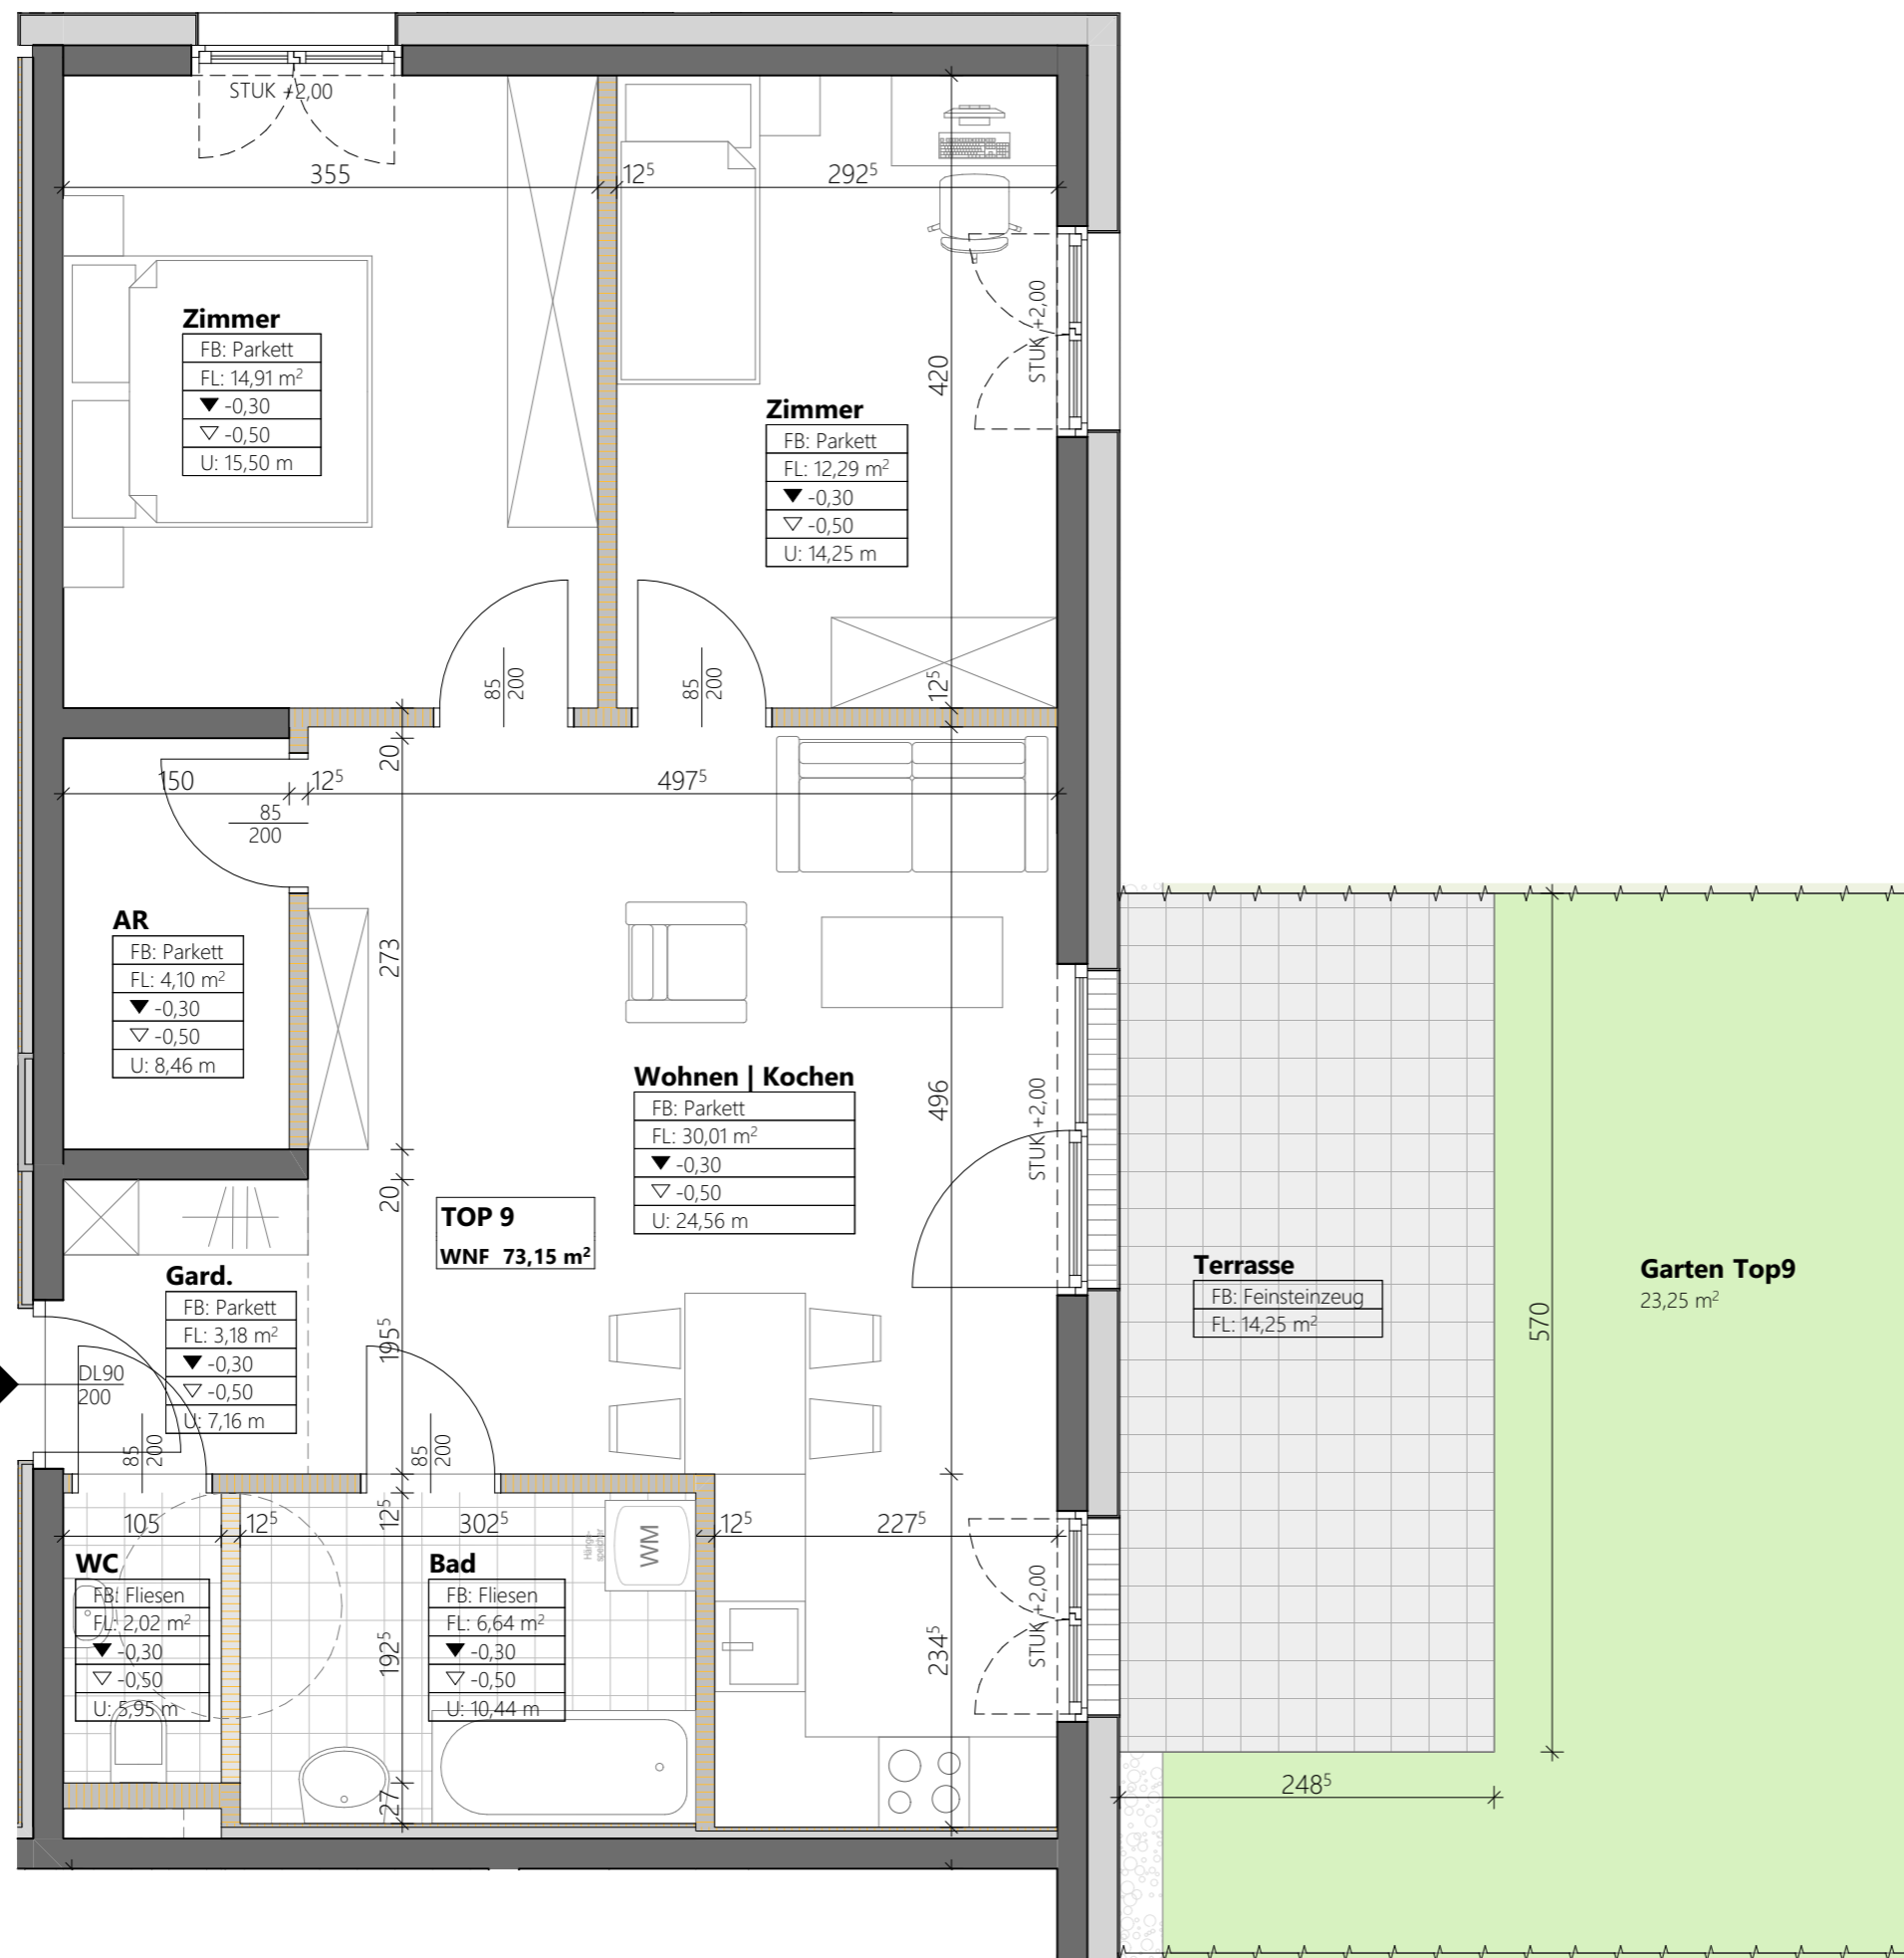 STUK +2,00
355
12⁵
292⁵
Zimmer
FB: Parkett
FL: 14,91 m²
▼ -0,30
▽ -0,50
U: 15,50 m
STUK +2,00
420
Zimmer
FB: Parkett
FL: 12,29 m²
▼ -0,30
▽ -0,50
U: 14,25 m
85
200
85
200
12⁵
20
150
12⁵
497⁵
85
200
AR
FB: Parkett
FL: 4,10 m²
▼ -0,30
▽ -0,50
U: 8,46 m
273
Wohnen | Kochen
FB: Parkett
FL: 30,01 m²
▼ -0,30
▽ -0,50
U: 24,56 m
496
STUK +2,00
20
TOP 9
WNF 73,15 m²
Gard.
FB: Parkett
FL: 3,18 m²
▼ -0,30
▽ -0,50
U: 7,16 m
Terrasse
FB: Feinsteinzeug
FL: 14,25 m²
Garten Top9
23,25 m²
570
195⁵
DL90
200
85
200
85
200
105
12⁵
12⁵
302⁵
12⁵
227⁵
WC
FB: Fliesen
FL: 2,02 m²
▼ -0,30
▽ -0,50
U: 5,95 m
Bad
FB: Fliesen
FL: 6,64 m²
▼ -0,30
▽ -0,50
U: 10,44 m
Hänge-
speicher
WM
STUK +2,00
192⁵
234⁵
27
248⁵